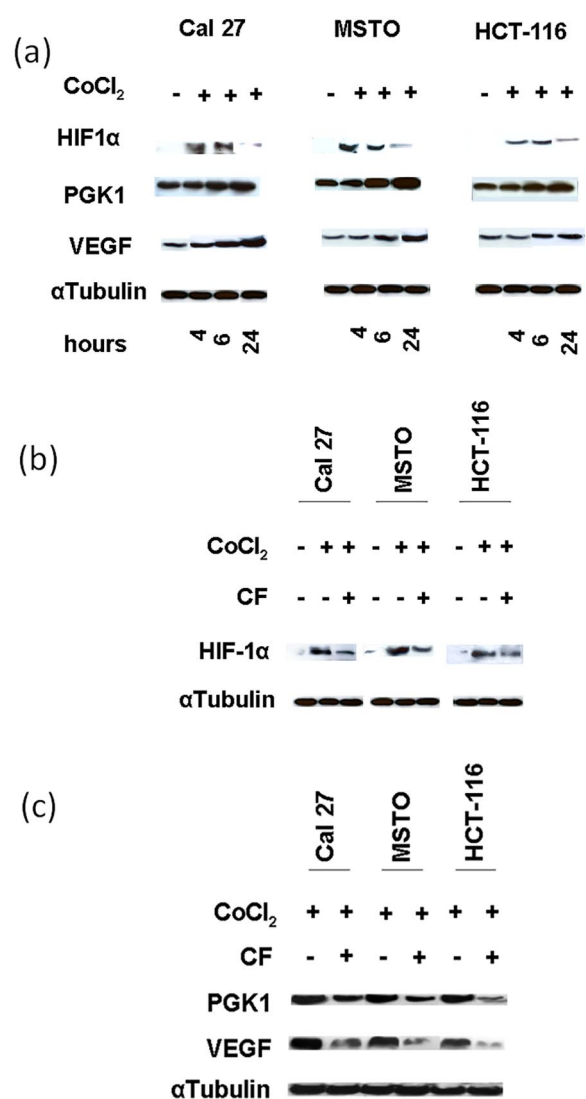 (a)
Cal 27 MSTO HCT-116
CoCl₂ - + + + - + + + - + + +
HIF1α
PGK1
VEGF
αTubulin
hours 4 6 24 4 6 24 4 6 24
(b)
Cal 27 MSTO HCT-116
CoCl₂ - + + - + + - + +
CF - - + - - + - - +
HIF-1α
αTubulin
(c)
Cal 27 MSTO HCT-116
CoCl₂ + + + + + +
CF - + - + - +
PGK1
VEGF
αTubulin